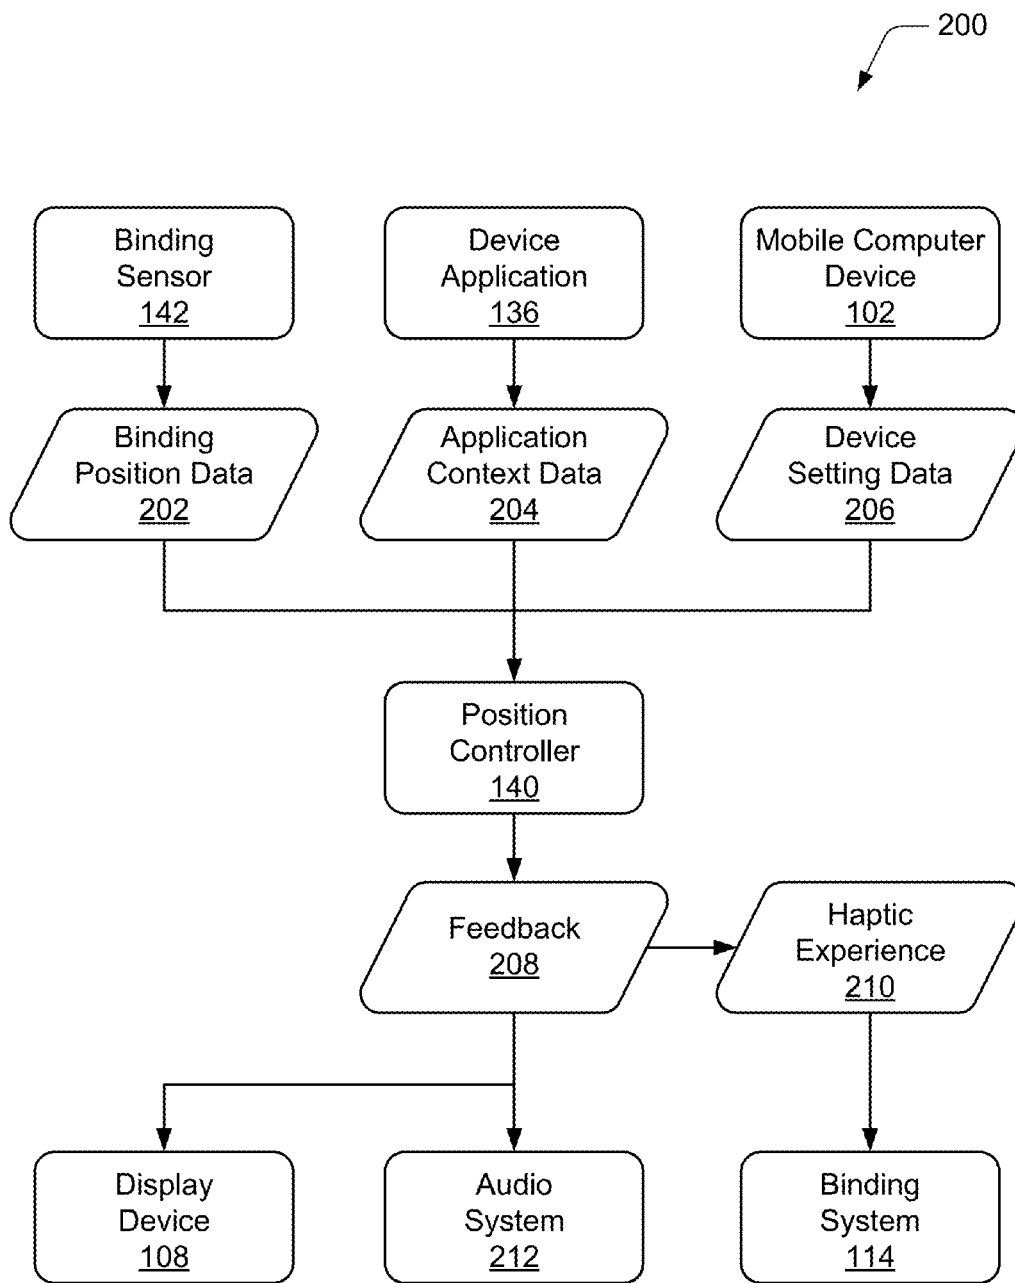 200
Binding
Sensor
142
Device
Application
136
Mobile Computer
Device
102
Binding
Position Data
202
Application
Context Data
204
Device
Setting Data
206
Position
Controller
140
Feedback
208
Haptic
Experience
210
Display
Device
108
Audio
System
212
Binding
System
114